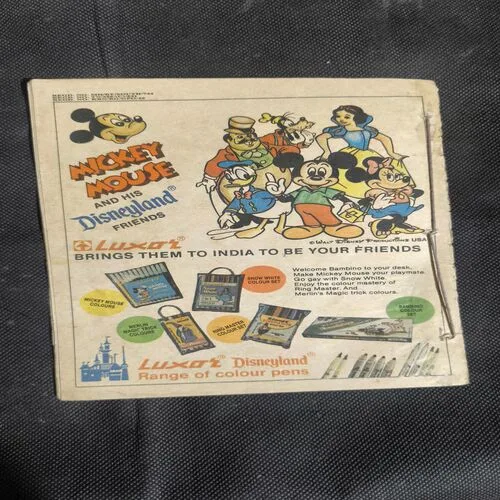 MICKEY
MOUSE
AND HIS
Disneyland®
FRIENDS
© WALT DISNEY PRODUCTIONS USA
Luxor®
BRINGS THEM TO INDIA TO BE YOUR FRIENDS
Welcome Bambino to your desk,
Make Mickey Mouse your playmate.
Go gay with Snow White.
Enjoy the colour mastery of
Ring Master. And
Merlin's Magic trick colours.
MICKEY MOUSE
COLOURS
SNOW WHITE
COLOUR SET
MERLIN
MAGIC TRICK
COLOURS
RING MASTER
COLOUR SET
BAMBINO
COLOUR
SET
Luxor® Disneyland®
Range of colour pens